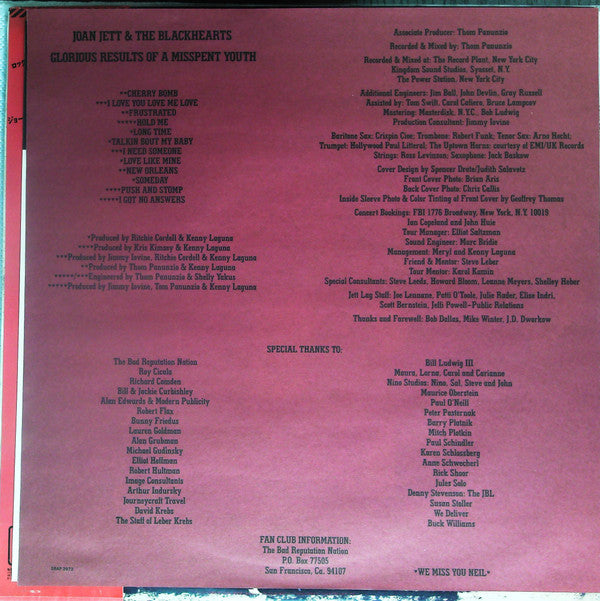 JOAN JETT & THE BLACKHEARTS
GLORIOUS RESULTS OF A MISSPENT YOUTH
**CHERRY BOMB
***I LOVE YOU LOVE ME LOVE
**FRUSTRATED
*****HOLD ME
*LONG TIME
*TALKIN BOUT MY BABY
***I NEED SOMEONE
*LOVE LIKE MINE
**NEW ORLEANS
*SOMEDAY
****PUSH AND STOMP
*****I GOT NO ANSWERS
*Produced by Ritchie Cordell & Kenny Laguna
****Produced by Kris Kimsey & Kenny Laguna
***Produced by Jimmy Iovine, Ritchie Cordell & Kenny Laguna
**Produced by Thom Panunzio & Kenny Laguna
*****/***Engineered by Thom Panunzio & Shelly Yakus
*****Produced by Jimmy Iovine, Tom Panunzio & Kenny Laguna
Associate Producer: Thom Panunzio
Recorded & Mixed by: Thom Panunzio
Recorded & Mixed at: The Record Plant, New York City
Kingdom Sound Studios, Syosset, N.Y.
The Power Station, New York City
Additional Engineers: Jim Ball, John Devlin, Gray Russell
Assisted by: Tom Swift, Carol Cafiero, Bruce Lampcov
Mastering: Masterdisk, N.Y.C., Bob Ludwig
Production Consultant: Jimmy Iovine
Baritone Sax: Crispin Cioe; Trombone: Robert Funk; Tenor Sax: Arno Hecht;
Trumpet: Hollywood Paul Litteral; The Uptown Horns: courtesy of EMI/UK Records
Strings: Ross Levinson; Saxophone: Jack Bashow
Cover Design by Spencer Drate/Judith Salavetz
Front Cover Photo: Brian Aris
Back Cover Photo: Chris Callis
Inside Sleeve Photo & Color Tinting of Front Cover by Geoffrey Thomas
Concert Bookings: FBI 1776 Broadway, New York, N.Y. 10019
Ian Copeland and John Huie
Tour Manager: Elliot Saltzman
Sound Engineer: Marc Bridie
Management: Meryl and Kenny Laguna
Friend & Mentor: Steve Leber
Tour Mentor: Karol Kamin
Special Consultants: Steve Leeds, Howard Bloom, Leanne Meyers, Shelley Heber
Jett Lag Staff: Joe Lennane, Patti O'Toole, Julie Rader, Elise Indri,
Scott Bernstein, Jelli Powell-Public Relations
Thanks and Farewell: Bob Dallas, Mike Winter, J.D. Dworkow
SPECIAL THANKS TO:
The Bad Reputation Nation
Roy Cicala
Richard Comden
Bill & Jackie Curbishley
Alan Edwards & Modern Publicity
Robert Flax
Bunny Friedus
Lauren Goldman
Alan Grubman
Michael Gudinsky
Elliot Hoffman
Robert Hultman
Image Consultants
Arthur Indursky
Journeycraft Travel
David Krebs
The Staff of Leber Krebs
Bill Ludwig III
Maura, Lorna, Carol and Carianne
Nino Studios: Nino, Sal, Steve and John
Maurice Oberstein
Paul O'Neill
Peter Pasternak
Barry Platnik
Mitch Plotkin
Paul Schindler
Karen Schlossberg
Anne Schwecherl
Rick Shoor
Jules Solo
Denny Stevenson: The JBL
Susan Stoller
We Deliver
Buck Williams
FAN CLUB INFORMATION:
The Bad Reputation Nation
P.O. Box 77505
San Francisco, Ca. 94107
*WE MISS YOU NEIL*